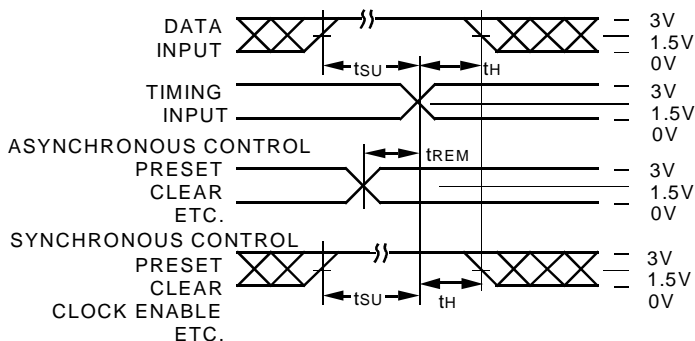 DATA
INPUT
tSU
tH
3V
1.5V
0V
TIMING
INPUT
3V
1.5V
0V
ASYNCHRONOUS CONTROL
PRESET
CLEAR
ETC.
tREM
3V
1.5V
0V
SYNCHRONOUS CONTROL
PRESET
CLEAR
CLOCK ENABLE
ETC.
tSU
tH
3V
1.5V
0V